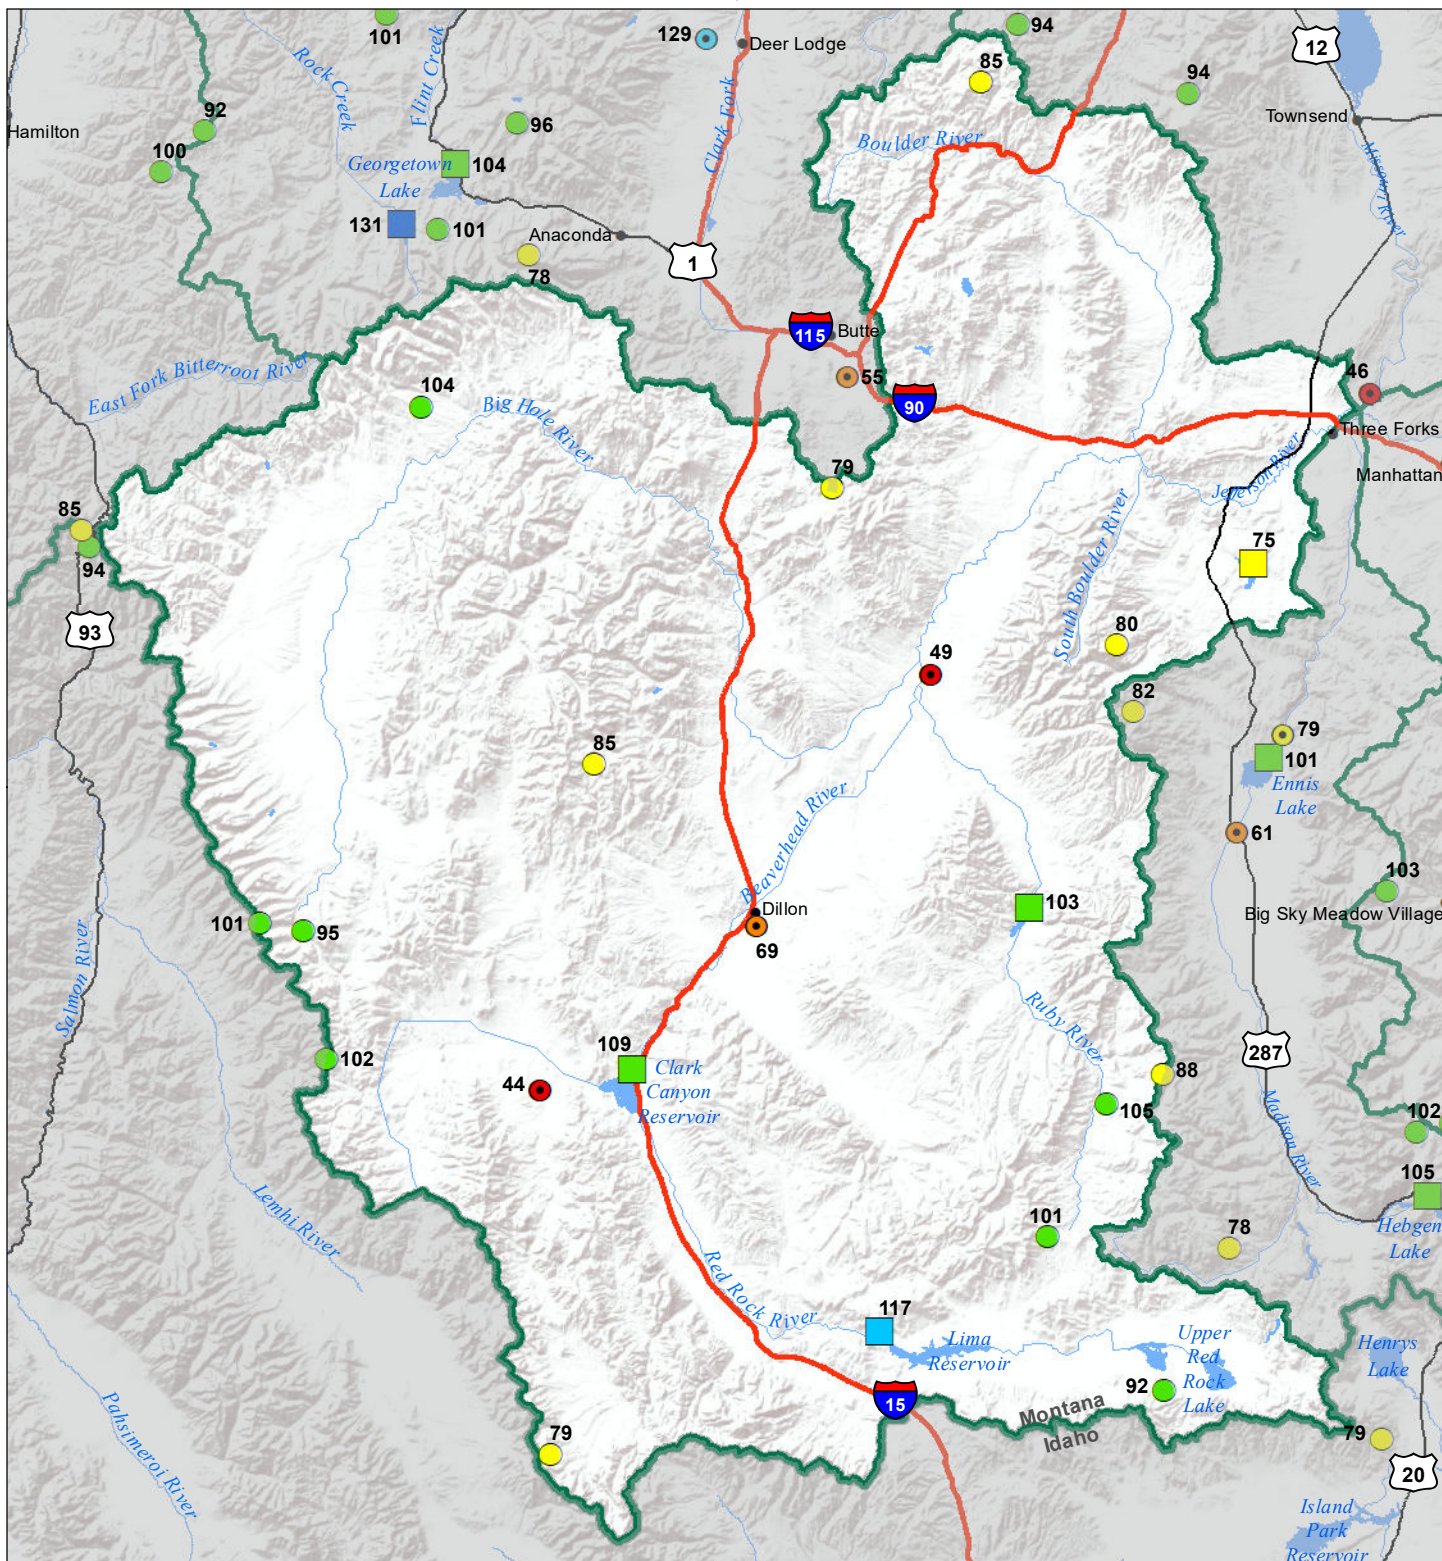 101
129
Deer Lodge
94
12
85
94
Rock Creek
Flint Creek
Clark Fork
Townsend
Hamilton
92
96
100
Boulder River
Missouri River
Georgetown
Lake
104
131
101
Anaconda
1
78
115
Butte
55
90
46
East Fork Bitterroot River
104
Big Hole River
Three Forks
Jefferson River
Manhattan
79
85
94
75
South Boulder River
93
80
49
82
79
101
Ennis
Lake
85
61
Beaverhead River
103
103
Dillon
Big Sky Meadow Village
69
101
95
Salmon River
Ruby River
102
109
Clark
Canyon
Reservoir
44
287
88
105
Madison River
102
105
Lemhi River
101
78
Hebgen
Lake
Red Rock River
117
Lima
Reservoir
Upper
Red
Rock
Lake
Henrys
Lake
92
15
Montana
Idaho
Pahsimeroi River
79
79
20
Island
Park
Reservoir